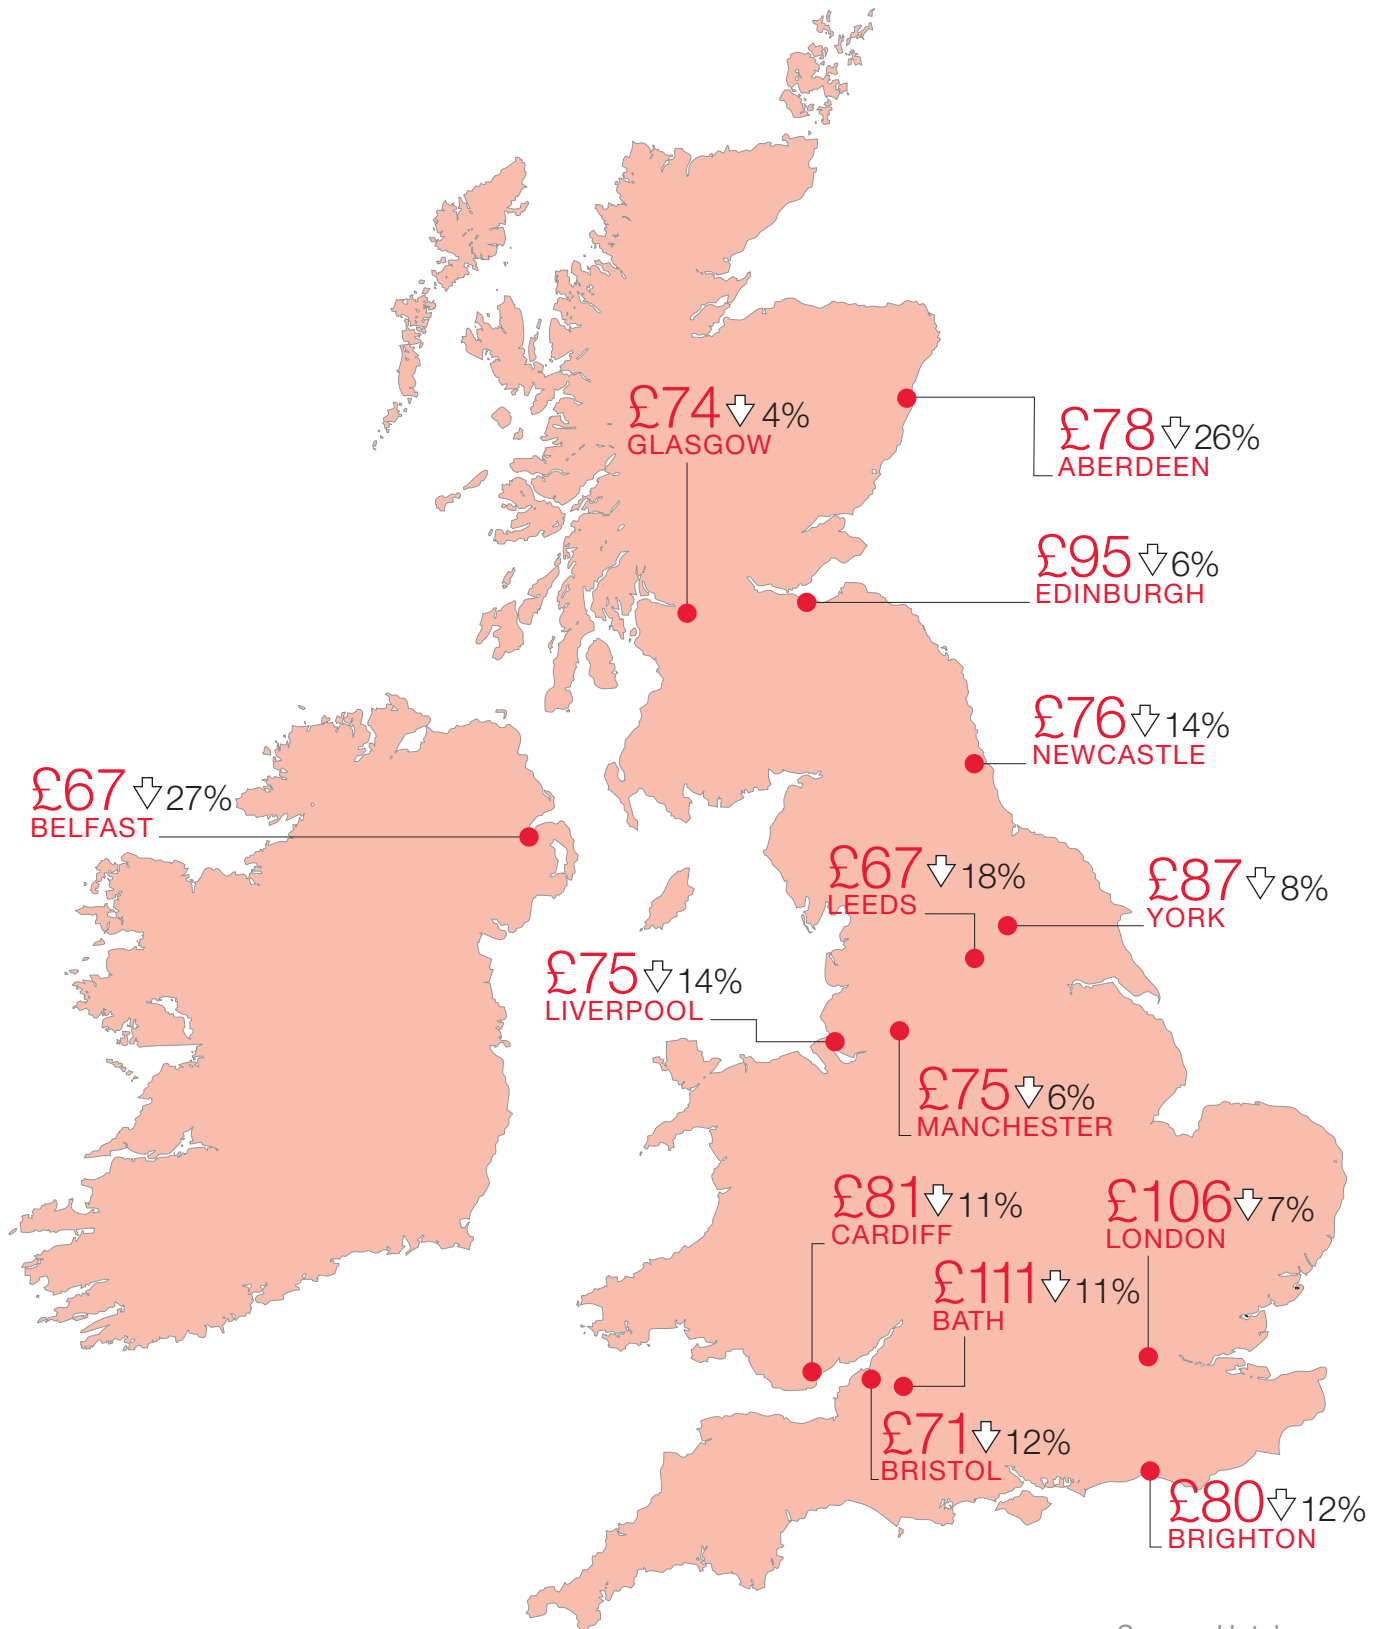 £74 4%
GLASGOW
£78 26%
ABERDEEN
£95 6%
EDINBURGH
£76 14%
NEWCASTLE
£67 27%
BELFAST
£67 18%
LEEDS
£87 8%
YORK
£75 14%
LIVERPOOL
£75 6%
MANCHESTER
£81 11%
CARDIFF
£106 7%
LONDON
£111 11%
BATH
£71 12%
BRISTOL
£80 12%
BRIGHTON